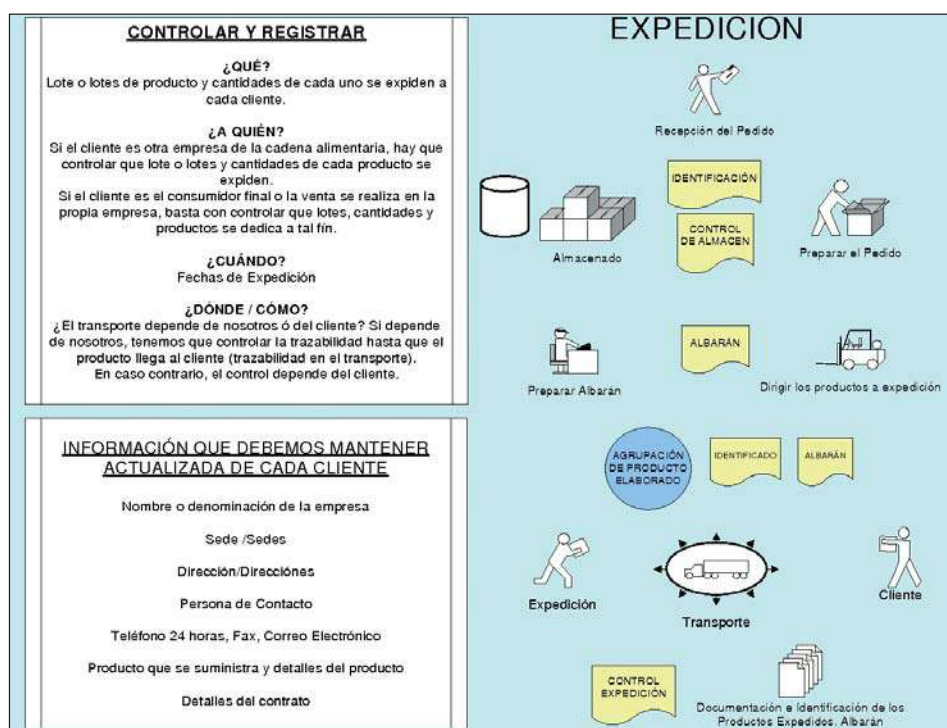 CONTROLAR Y REGISTRAR
¿QUÉ?
Lote o lotes de producto y cantidades de cada uno se expiden a
cada cliente.
¿A QUIÉN?
Si el cliente es otra empresa de la cadena alimentaria, hay que
controlar que lote o lotes y cantidades de cada producto se
expiden.
Si el cliente es el consumidor final o la venta se realiza en la
propia empresa, basta con controlar que lotes, cantidades y
productos se dedica a tal fín.
¿CUÁNDO?
Fechas de Expedición
¿DÓNDE / CÓMO?
¿El transporte depende de nosotros ó del cliente? Si depende
de nosotros, tenemos que controlar la trazabilidad hasta que el
producto llega al cliente (trazabilidad en el transporte).
En caso contrario, el control depende del cliente.
INFORMACIÓN QUE DEBEMOS MANTENER
ACTUALIZADA DE CADA CLIENTE
Nombre o denominación de la empresa
Sede /Sedes
Dirección/Direcciónes
Persona de Contacto
Teléfono 24 horas, Fax, Correo Electrónico
Producto que se suministra y detalles del producto
Detalles del contrato
EXPEDICION
Recepción del Pedido
IDENTIFICACIÓN
CONTROL
DE ALMACEN
Almacenado
Preparar el Pedido
ALBARÁN
Preparar Albarán
Dirigir los productos a expedición
AGRUPACIÓN
DE PRODUCTO
ELABORADO
IDENTIFICADO
ALBARÁN
Expedición
Transporte
Cliente
CONTROL
EXPEDICIÓN
Documentación e Identificación de los
Productos Expedidos. Albarán